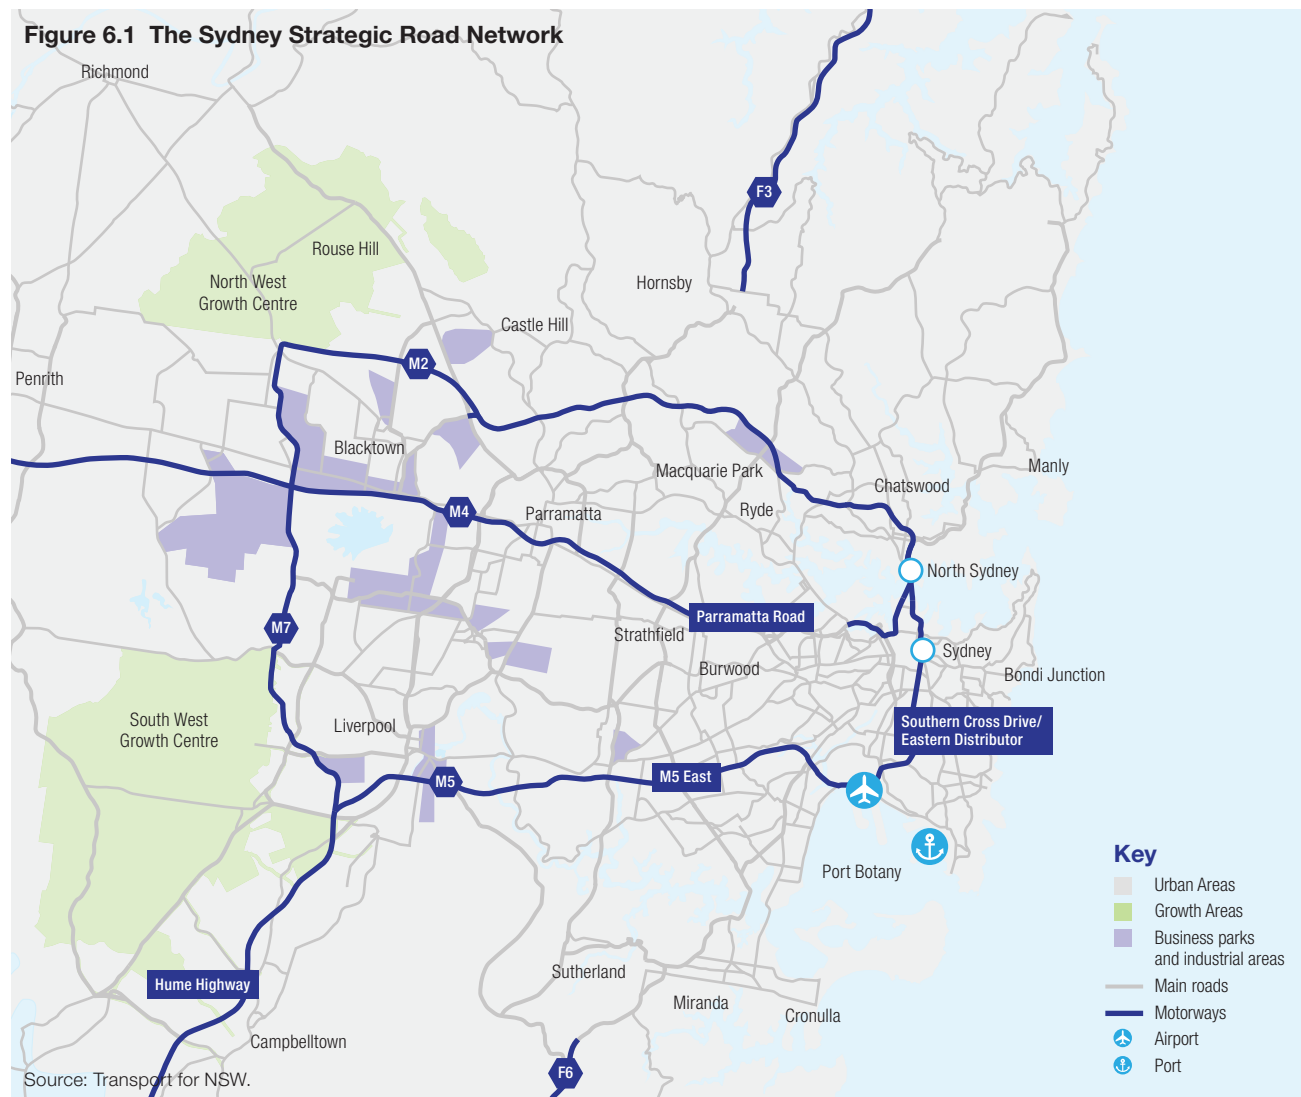 Figure 6.1 The Sydney Strategic Road Network
Richmond
F3
Rouse Hill
North West
Growth Centre
Hornsby
Castle Hill
M2
Penrith
Blacktown
Macquarie Park
Manly
Chatswood
M4
Parramatta
Ryde
North Sydney
Parramatta Road
M7
Strathfield
Sydney
Burwood
Bondi Junction
South West
Growth Centre
Liverpool
Southern Cross Drive/
Eastern Distributor
M5 East
M5
Port Botany
Key
Urban Areas
Growth Areas
Business parks
and industrial areas
Main roads
Motorways
Airport
Port
Sutherland
Hume Highway
Miranda
Cronulla
Campbelltown
F6
Source: Transport for NSW.